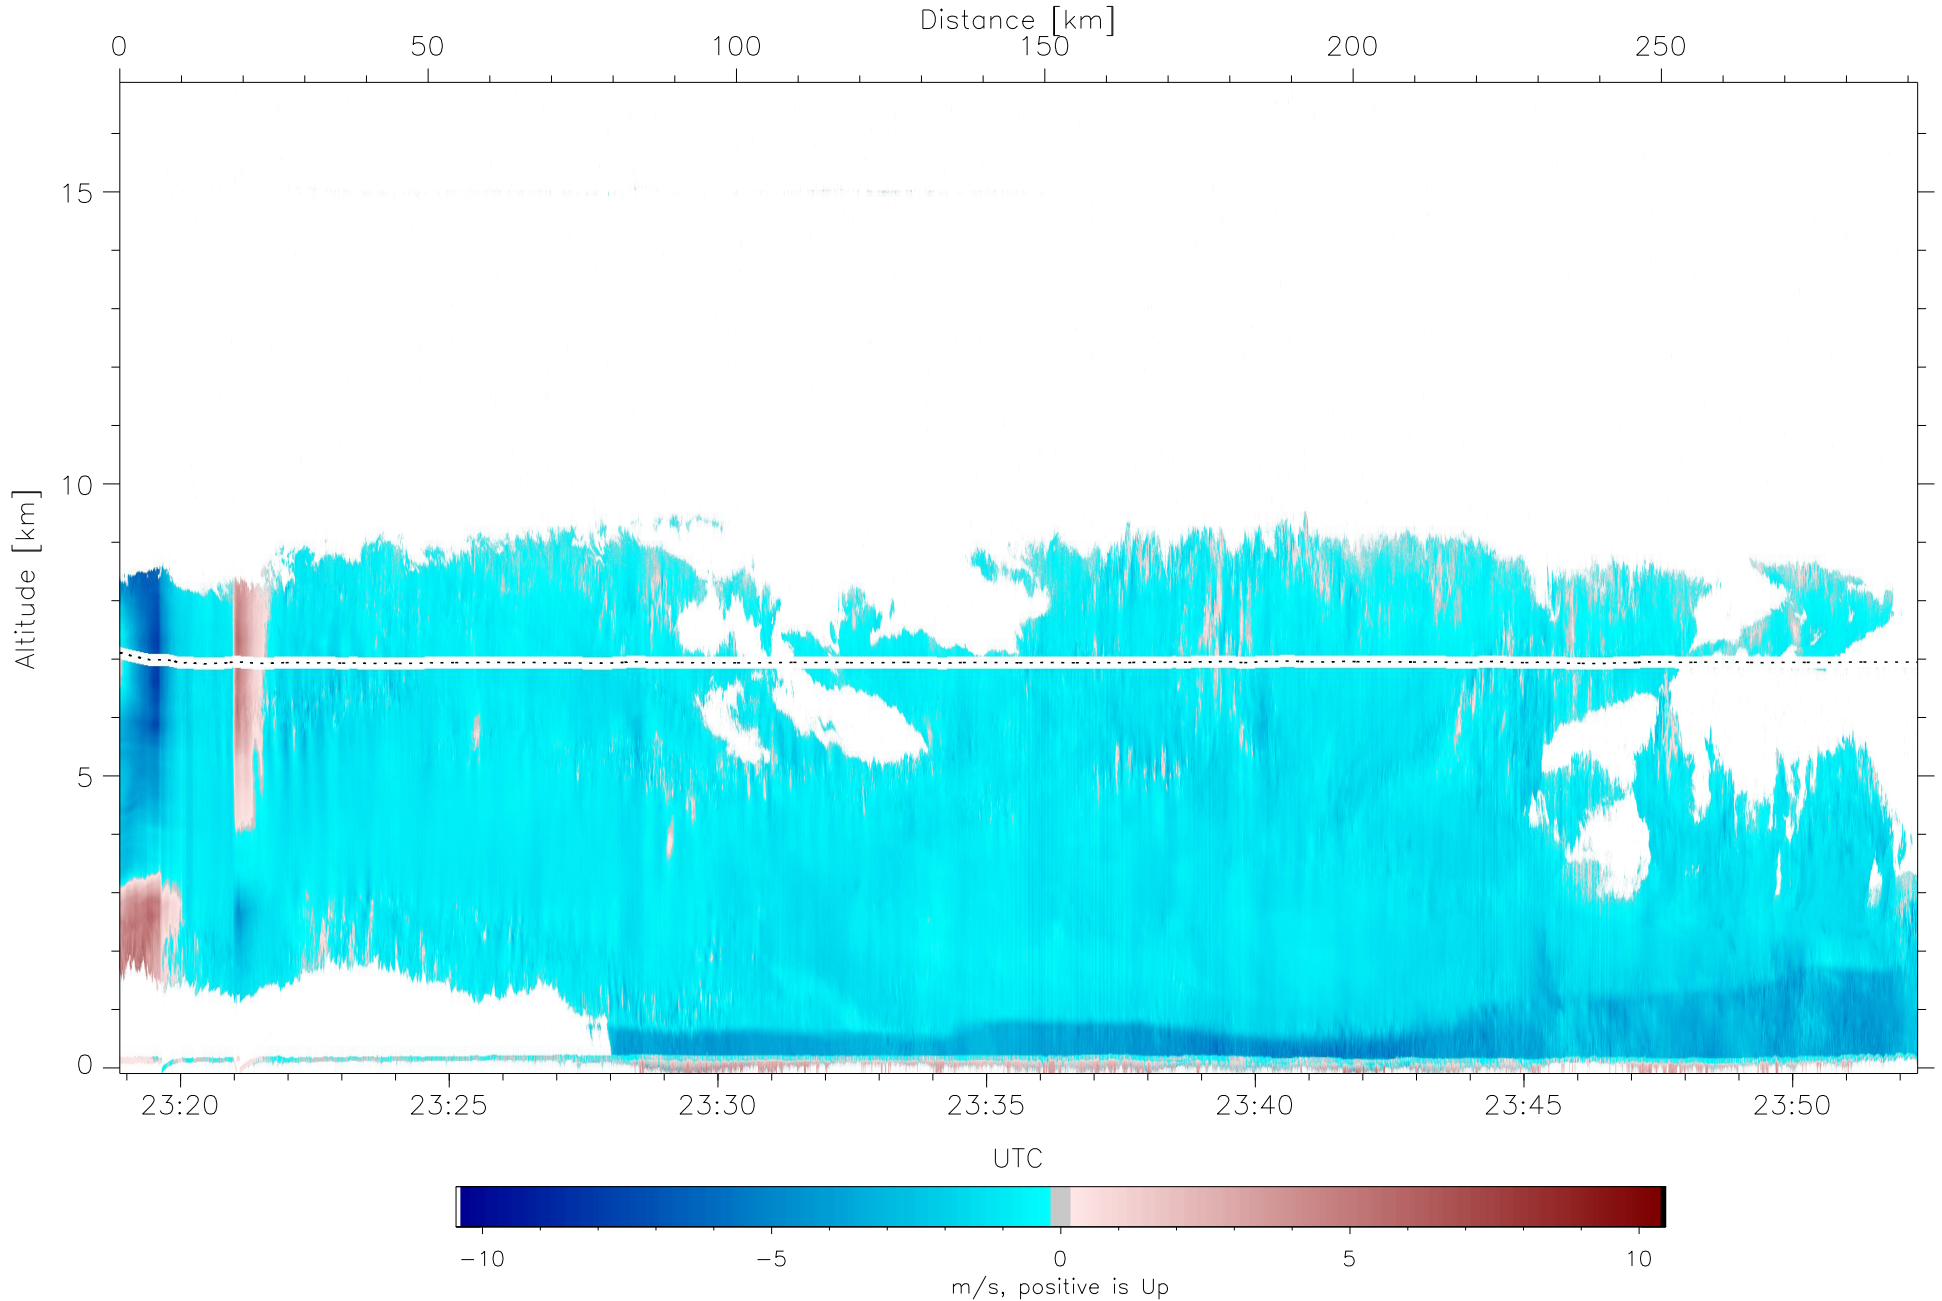 Distance [km]
0 50 100 150 200 250
Altitude [km]
15
10
5
0
23:20 23:25 23:30 23:35 23:40 23:45 23:50
UTC
−10 −5 0 5 10
m/s, positive is Up